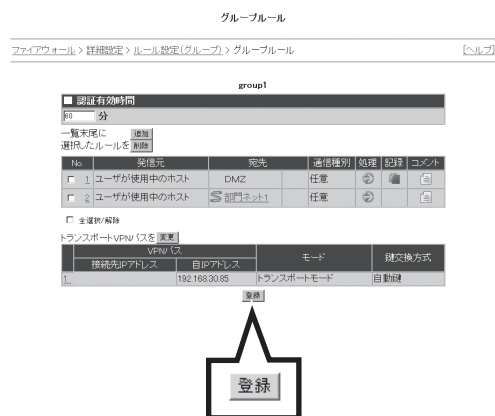 グループルール
ファイアウォール > 詳細設定 > ルール設定(グループ) > グループルール [ヘルプ]
group1
■ 認証有効時間
60 分
一覧末尾に 追加
選択したルールを 削除
No. 発信元 宛先 通信種別 処理 記録 コメント
1 ユーザが使用中のホスト DMZ 任意
2 ユーザが使用中のホスト 部門ネット1 任意
全選択/解除
トランスポートVPNパスを 変更
VPNパス モード 鍵交換方式
接続先IPアドレス 自IPアドレス
1 192.168.30.85 トランスポートモード 自動鍵
登録
登録